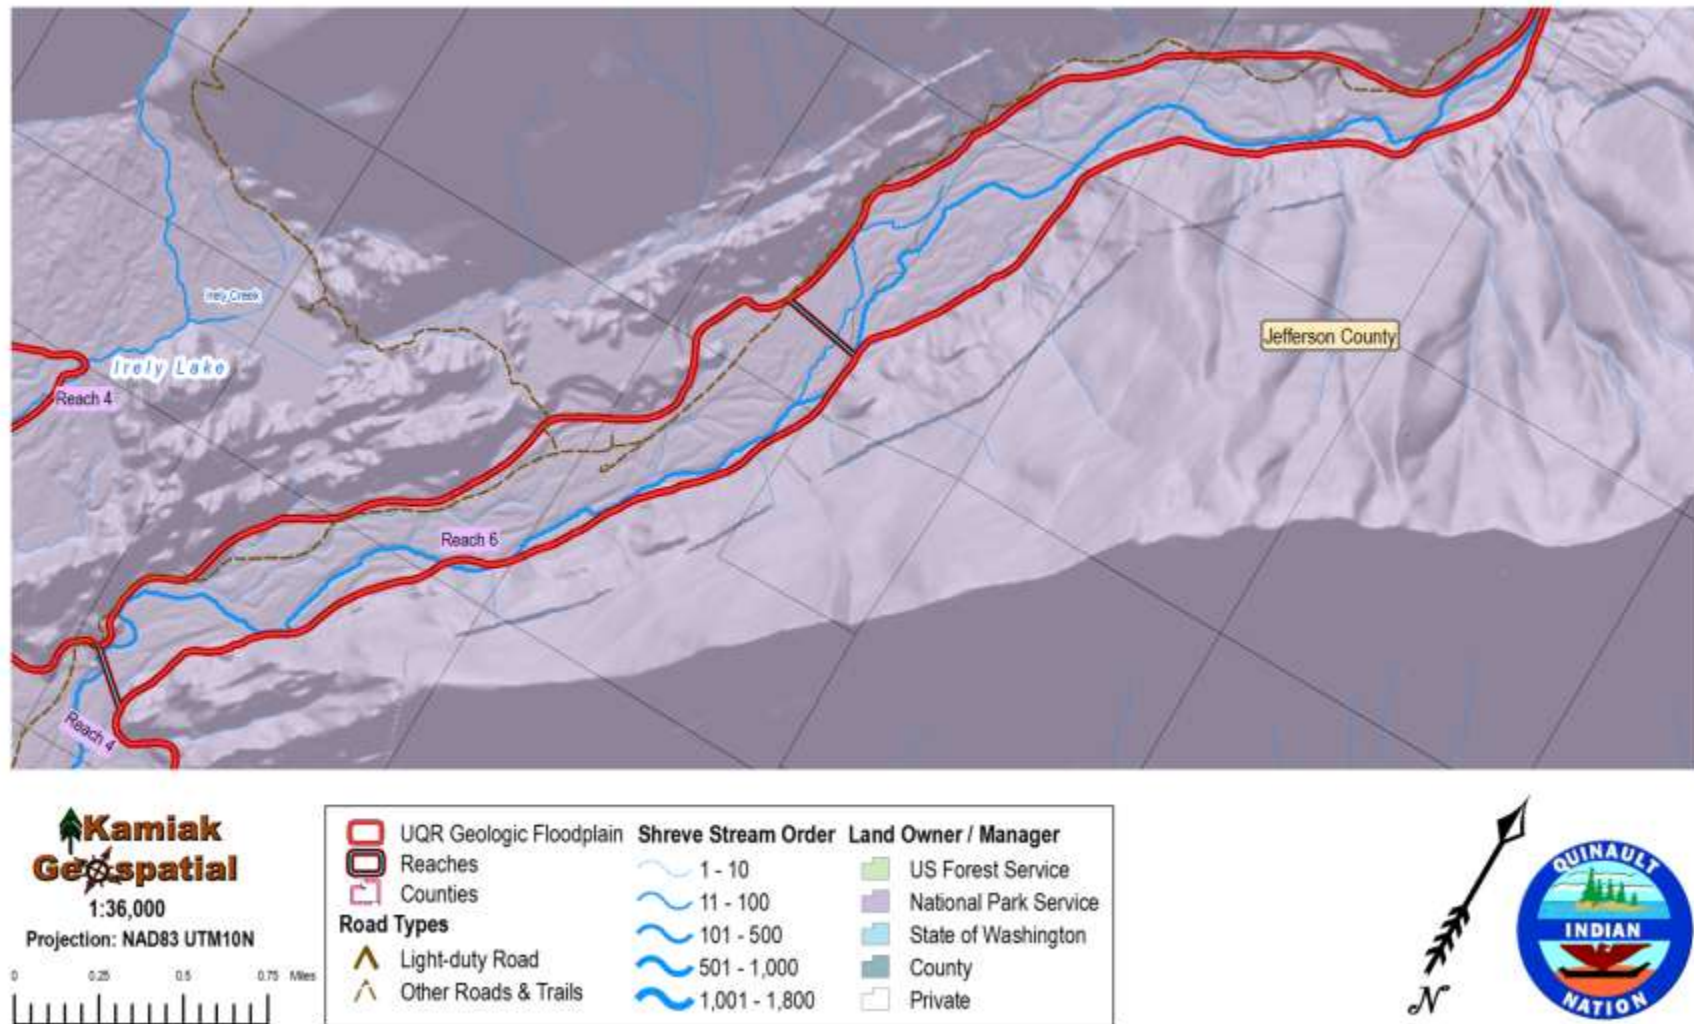 Irely Creek
Irely Lake
Reach 4
Jefferson County
Reach 6
Reach 4
Kamiak
Geospatial
1:36,000
Projection: NAD83 UTM10N
0 0.25 0.5 0.75 Miles
UQR Geologic Floodplain
Reaches
Counties
Road Types
Light-duty Road
Other Roads & Trails
Shreve Stream Order
1 - 10
11 - 100
101 - 500
501 - 1,000
1,001 - 1,800
Land Owner / Manager
US Forest Service
National Park Service
State of Washington
County
Private
N
QUINAULT
INDIAN
NATION